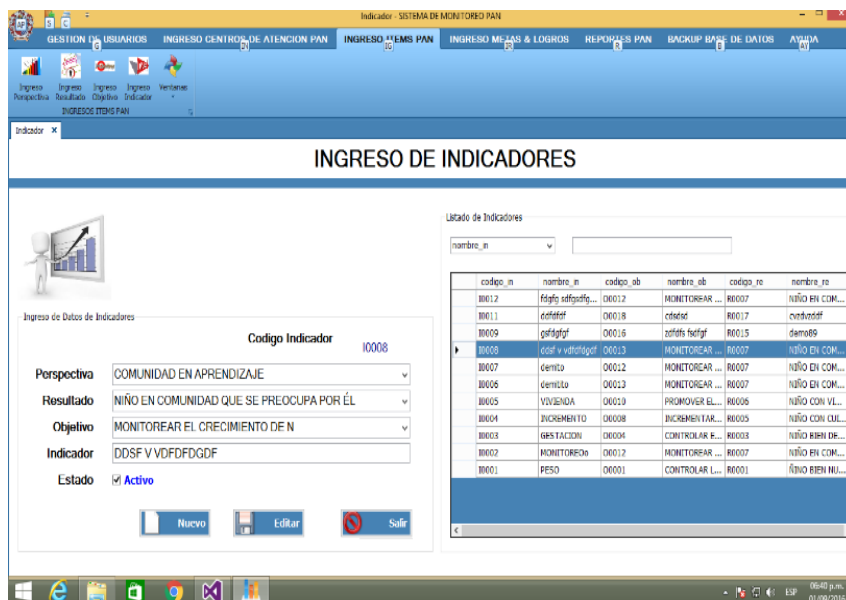 Indicador - SISTEMA DE MONITOREO PAN
GESTION DE USUARIOS INGRESO CENTROS DE ATENCION PAN INGRESO ITEMS PAN INGRESO METAS & LOGROS REPORTES PAN BACKUP BASE DE DATOS AYUDA
Ingreso Perspectiva
Ingreso Resultado
Ingreso Objetivo
Ingreso Indicador
Ventanas
INGRESOS ITEMS PAN
Indicador X
INGRESO DE INDICADORES
Ingreso de Datos de Indicadores
Codigo Indicador I0008
Perspectiva COMUNIDAD EN APRENDIZAJE
Resultado NIÑO EN COMUNIDAD QUE SE PREOCUPA POR ÉL
Objetivo MONITOREAR EL CRECIMIENTO DE N
Indicador DDSF V VDFDFDGDF
Estado Activo
Nuevo Editar Salir
Listado de Indicadores
nombre_in
codigo_in nombre_in codigo_ob nombre_ob codigo_re nombre_re
I0012 fdgfg sdfgsdfg... O0012 MONITOREAR ... R0007 NIÑO EN COM...
I0011 ddfdfdf O0018 cdsdsd R0017 cvzdvzddf
I0009 gsfdgfgf O0016 zdfdfs fsdfgf R0015 demo89
I0008 ddsf v vdfdfdgdf O0013 MONITOREAR ... R0007 NIÑO EN COM...
I0007 demito O0012 MONITOREAR ... R0007 NIÑO EN COM...
I0006 demitito O0013 MONITOREAR ... R0007 NIÑO EN COM...
I0005 VIVIENDA O0010 PROMOVER EL... R0006 NIÑO CON VI...
I0004 INCREMENTO O0008 INCREMENTAR... R0005 NIÑO CON CUI...
I0003 GESTACION O0004 CONTROLAR E... R0003 NIÑO BIEN DE...
I0002 MONITOREOo O0012 MONITOREAR ... R0007 NIÑO EN COM...
I0001 PESO O0001 CONTROLAR L... R0001 ÑINO BIEN NU...
ESP
06:40 p.m.
01/09/2016